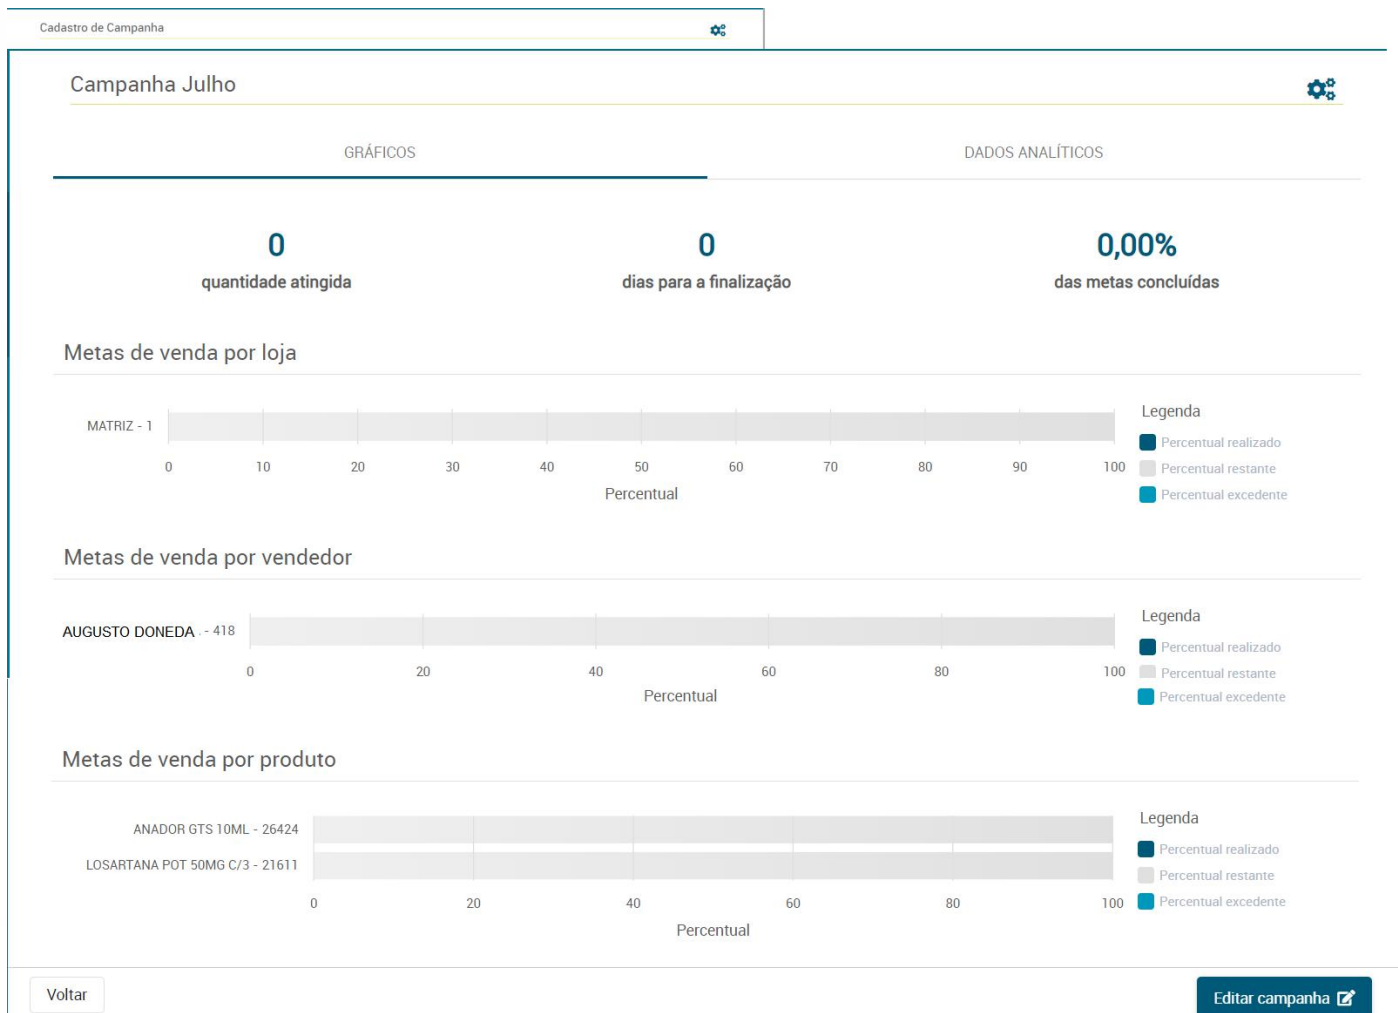 Cadastro de Campanha
Campanha Julho
GRÁFICOS DADOS ANALÍTICOS
0 0 0,00%
quantidade atingida dias para a finalização das metas concluídas
Metas de venda por loja
MATRIZ - 1
0 10 20 30 40 50 60 70 80 90 100
Percentual
Legenda
Percentual realizado
Percentual restante
Percentual excedente
Metas de venda por vendedor
AUGUSTO DONEDA - 418
0 20 40 60 80 100
Percentual
Legenda
Percentual realizado
Percentual restante
Percentual excedente
Metas de venda por produto
ANADOR GTS 10ML - 26424
LOSARTANA POT 50MG C/3 - 21611
0 20 40 60 80 100
Percentual
Legenda
Percentual realizado
Percentual restante
Percentual excedente
Voltar Editar campanha